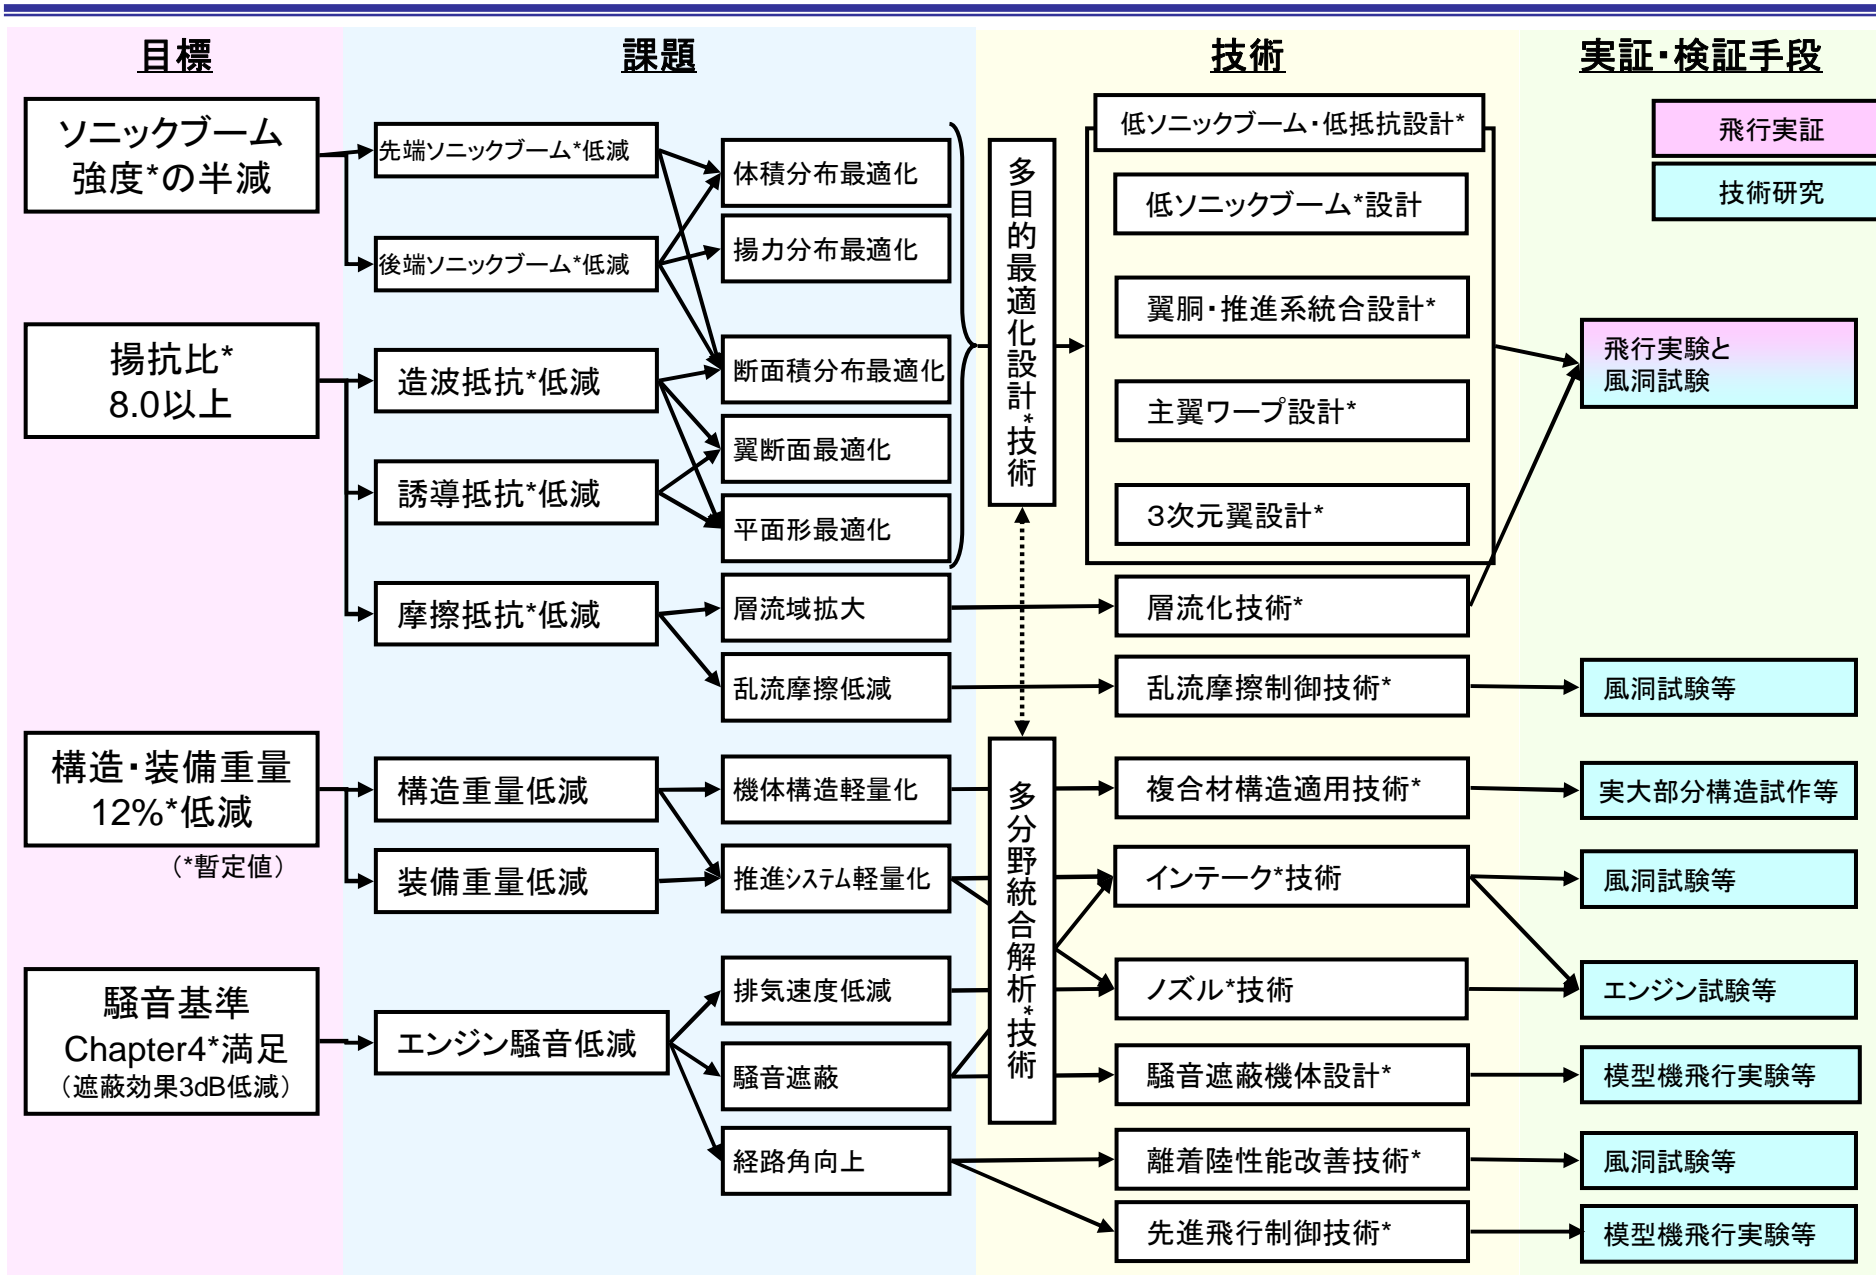 目標
課題
技術
実証・検証手段
ソニックブーム
強度*の半減
揚抗比*
8.0以上
構造・装備重量
12%*低減
（*暫定値）
騒音基準
Chapter4*満足
（遮蔽効果3dB低減）
先端ソニックブーム*低減
後端ソニックブーム*低減
造波抵抗*低減
誘導抵抗*低減
摩擦抵抗*低減
構造重量低減
装備重量低減
エンジン騒音低減
体積分布最適化
揚力分布最適化
断面積分布最適化
翼断面最適化
平面形最適化
層流域拡大
乱流摩擦低減
機体構造軽量化
推進システム軽量化
排気速度低減
騒音遮蔽
経路角向上
多目的最適化設計*技術
多分野統合解析*技術
低ソニックブーム・低抵抗設計*
低ソニックブーム*設計
翼胴・推進系統合設計*
主翼ワープ設計*
３次元翼設計*
層流化技術*
乱流摩擦制御技術*
複合材構造適用技術*
インテーク*技術
ノズル*技術
騒音遮蔽機体設計*
離着陸性能改善技術*
先進飛行制御技術*
飛行実証
技術研究
飛行実験と
風洞試験
風洞試験等
実大部分構造試作等
風洞試験等
エンジン試験等
模型機飛行実験等
風洞試験等
模型機飛行実験等